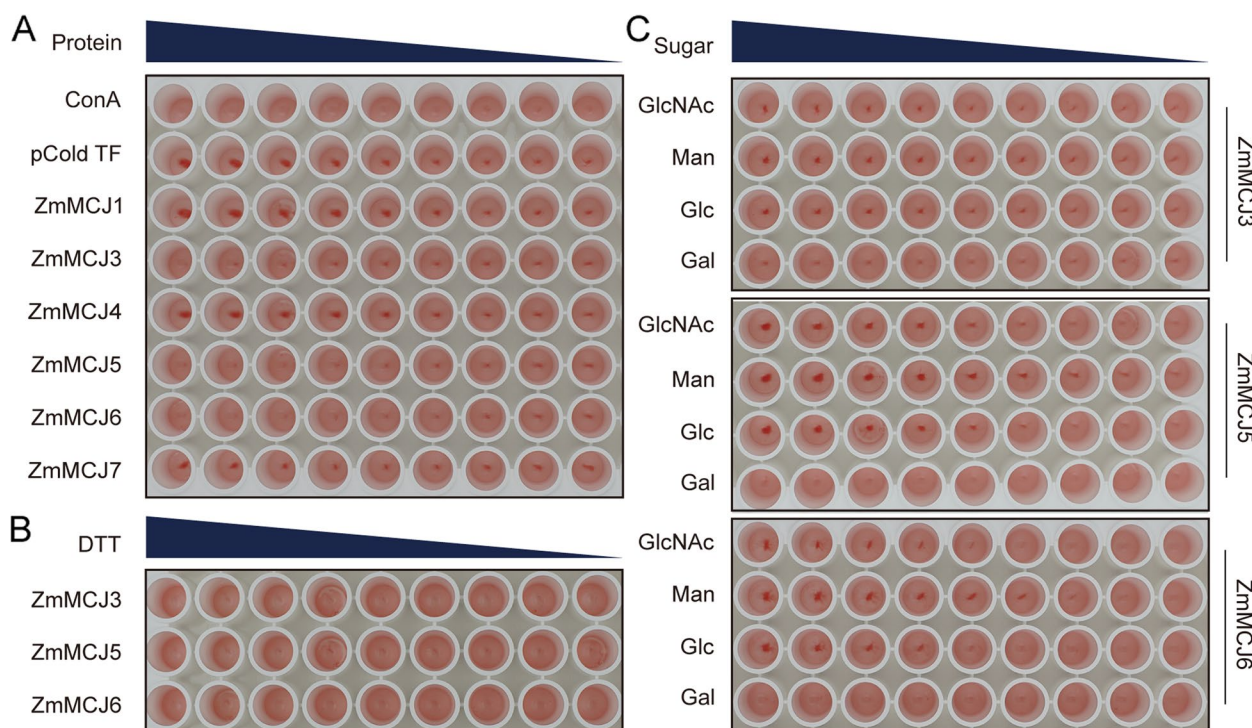 A
Protein
ConA
pCold TF
ZmMCJ1
ZmMCJ3
ZmMCJ4
ZmMCJ5
ZmMCJ6
ZmMCJ7
B
DTT
ZmMCJ3
ZmMCJ5
ZmMCJ6
C
Sugar
GlcNAc
Man
Glc
Gal
ZmMCJ3
GlcNAc
Man
Glc
Gal
ZmMCJ5
GlcNAc
Man
Glc
Gal
ZmMCJ6